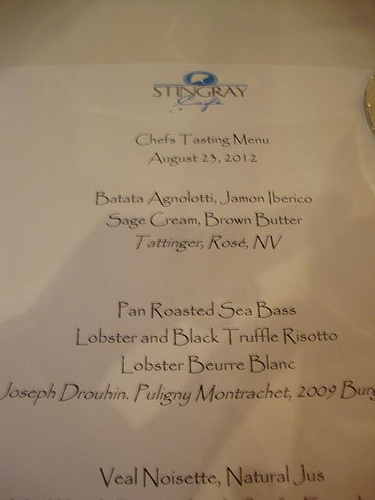 STINGRAY
Cafe
Chefs Tasting Menu
August 23, 2012
Batata Agnolotti, Jamon Iberico
Sage Cream, Brown Butter
Tattinger, Rosé, NV
Pan Roasted Sea Bass
Lobster and Black Truffle Risotto
Lobster Beurre Blanc
Joseph Drouhin. Puligny Montrachet, 2009 Burg
Veal Noisette, Natural Jus